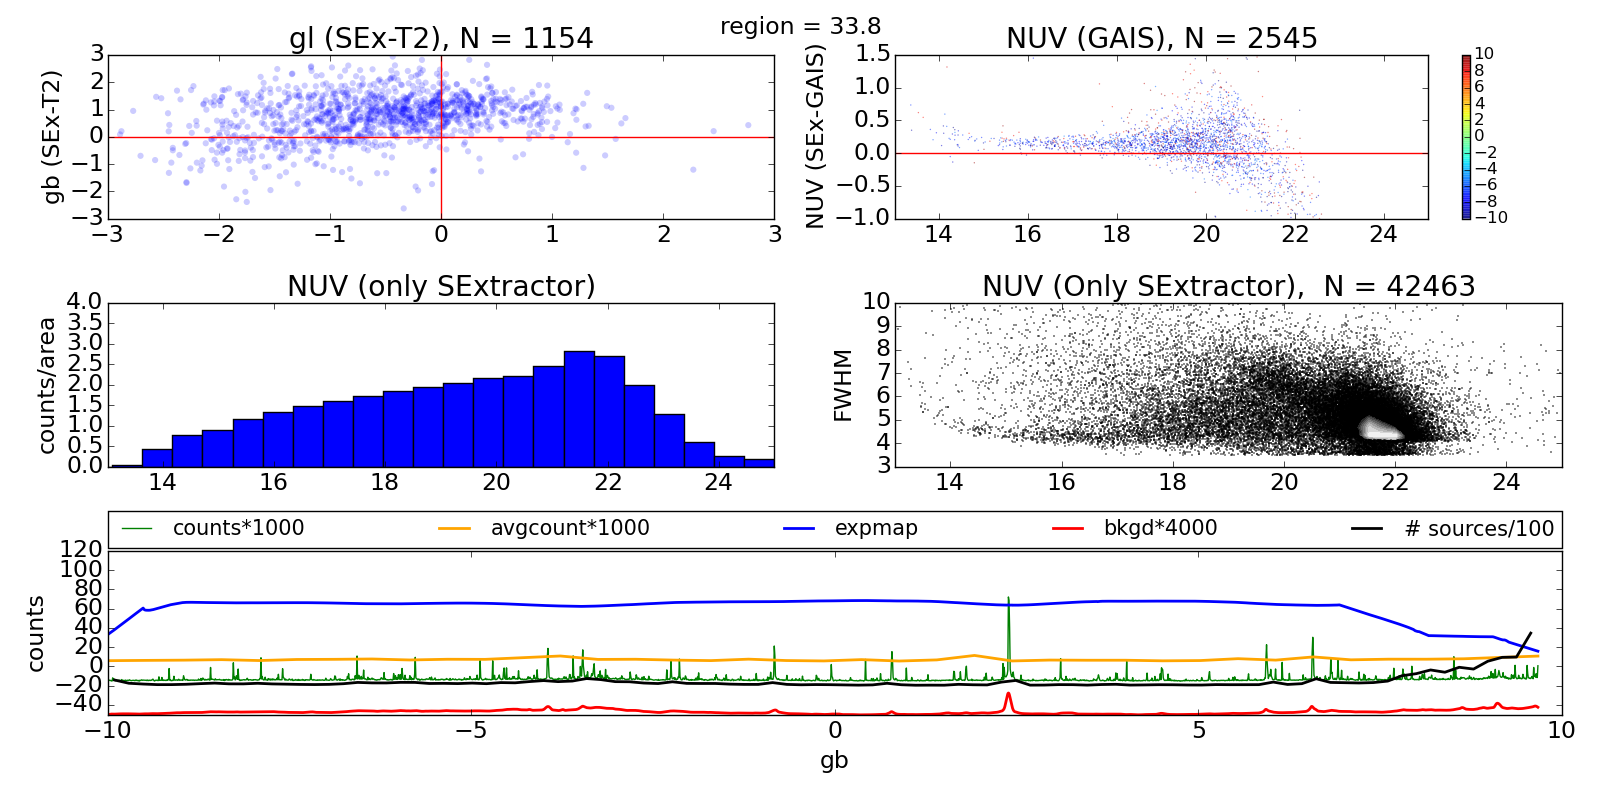 region = 33.8
gl (SEx-T2), N = 1154
gb (SEx-T2)
3
2
1
0
−1
−2
−3
−3 −2 −1 0 1 2 3
NUV (GAIS), N = 2545
NUV (SEx-GAIS)
1.5
1.0
0.5
0.0
−0.5
−1.0
14 16 18 20 22 24
10
8
6
4
2
0
−2
−4
−6
−8
−10
NUV (only SExtractor)
counts/area
4.0
3.5
3.0
2.5
2.0
1.5
1.0
0.5
0.0
14 16 18 20 22 24
NUV (Only SExtractor),  N = 42463
FWHM
10
9
8
7
6
5
4
3
14 16 18 20 22 24
counts*1000 avgcount*1000 expmap bkgd*4000 # sources/100
counts
120
100
80
60
40
20
0
−20
−40
−10 −5 0 5 10
gb